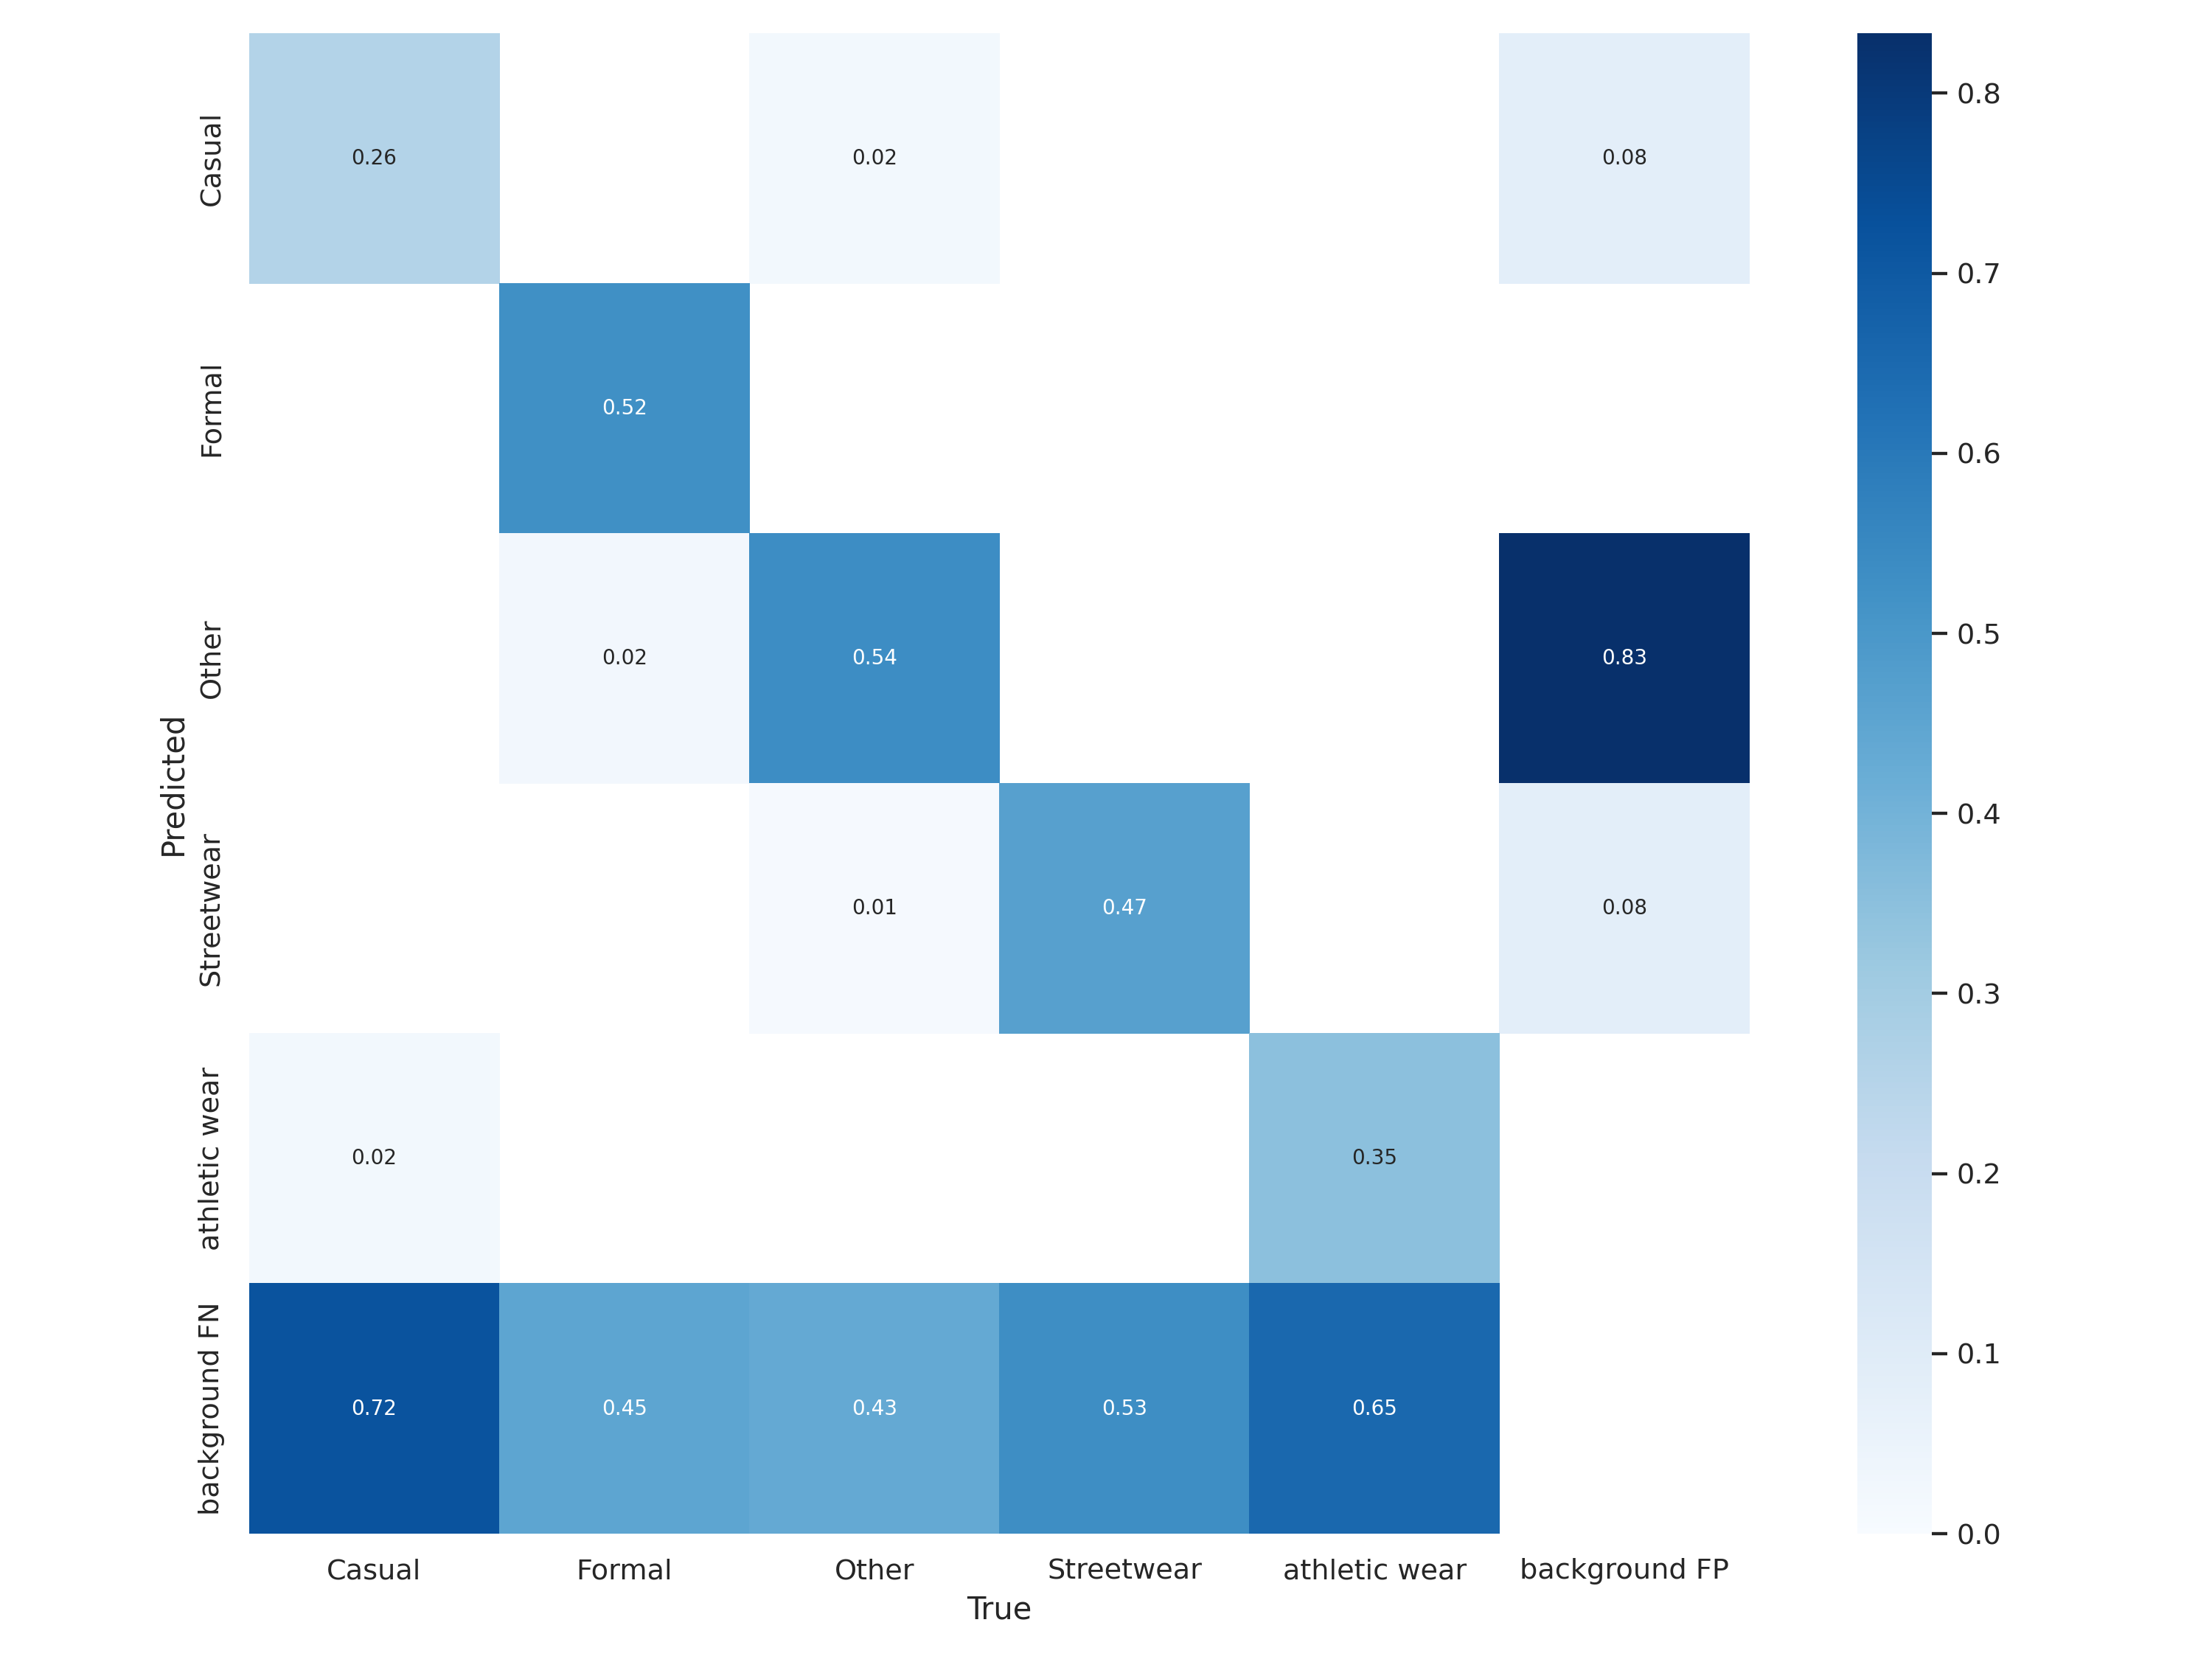 Predicted
Casual
0.26
0.02
0.08
Formal
0.52
Other
0.02
0.54
0.83
Streetwear
0.01
0.47
0.08
athletic wear
0.02
0.35
background FN
0.72
0.45
0.43
0.53
0.65
Casual
Formal
Other
Streetwear
athletic wear
background FP
True
0.8
0.7
0.6
0.5
0.4
0.3
0.2
0.1
0.0